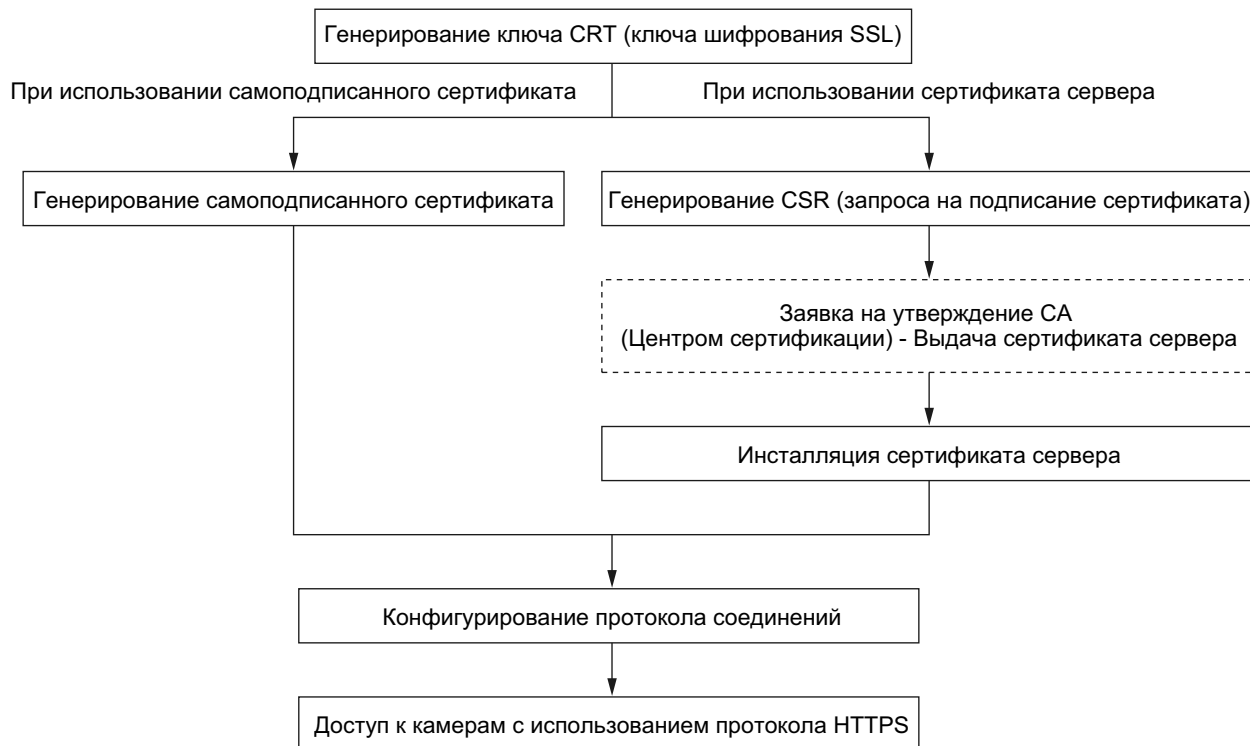 Генерирование ключа CRT (ключа шифрования SSL)
При использовании самоподписанного сертификата
При использовании сертификата сервера
Генерирование самоподписанного сертификата
Генерирование CSR (запроса на подписание сертификата)
Заявка на утверждение CA
(Центром сертификации) - Выдача сертификата сервера
Инсталляция сертификата сервера
Конфигурирование протокола соединений
Доступ к камерам с использованием протокола HTTPS